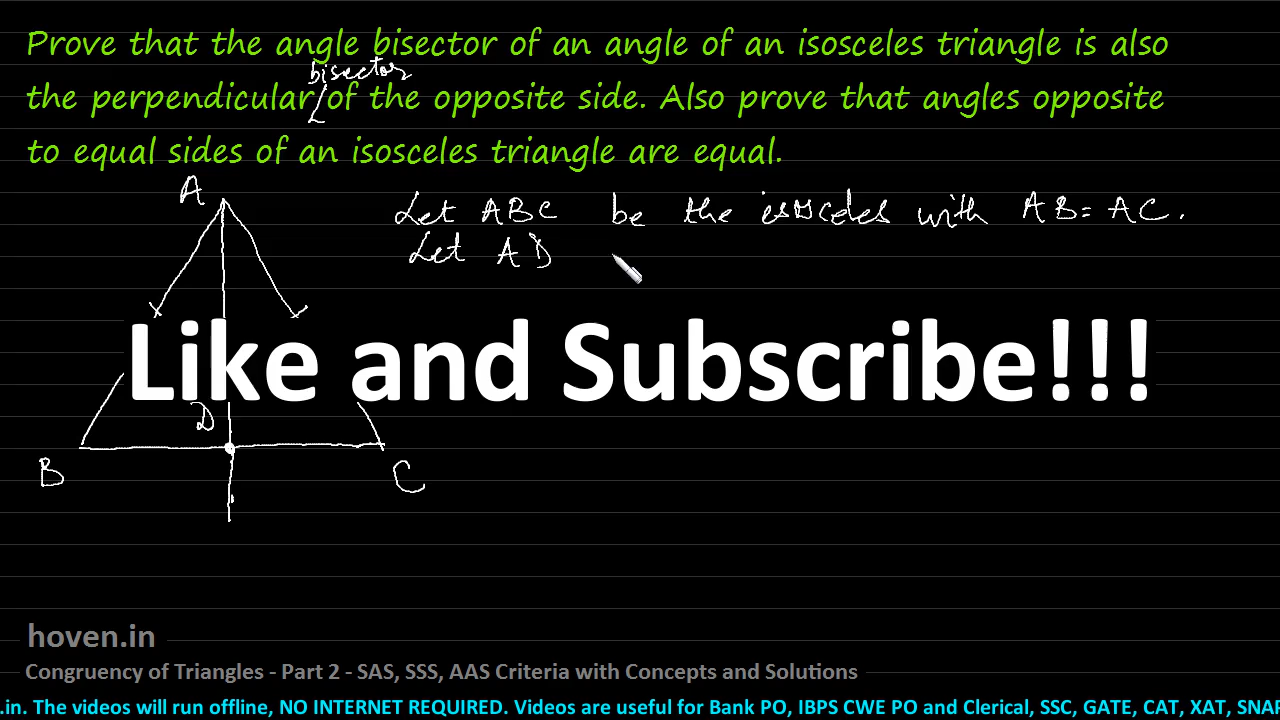 Prove that the angle bisector of an angle of an isosceles triangle is also
bisector
the perpendicular of the opposite side. Also prove that angles opposite
to equal sides of an isosceles triangle are equal.
A
Let ABC be the isosceles with AB = AC.
Let AD
Like and Subscribe!!!
D
B
C
hoven.in
Congruency of Triangles - Part 2 - SAS, SSS, AAS Criteria with Concepts and Solutions
.in. The videos will run offline, NO INTERNET REQUIRED. Videos are useful for Bank PO, IBPS CWE PO and Clerical, SSC, GATE, CAT, XAT, SNAP